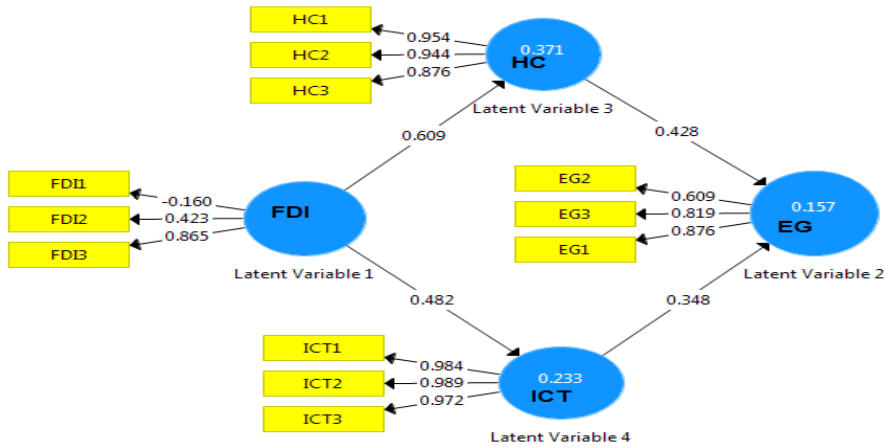 HC1
0.954
HC2
0.944
HC3
0.876
0.371
HC
Latent Variable 3
0.609
0.428
FDI1
-0.160
FDI2
0.423
FDI3
0.865
FDI
Latent Variable 1
EG2
0.609
EG3
0.819
EG1
0.876
0.157
EG
Latent Variable 2
0.482
0.348
ICT1
0.984
ICT2
0.989
ICT3
0.972
0.233
ICT
Latent Variable 4